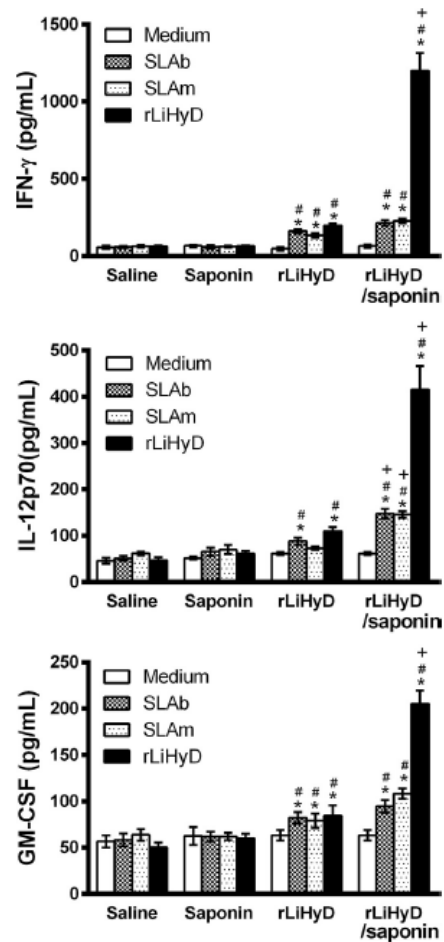 1500
1000
500
0
IFN-γ (pg/mL)
Medium
SLAb
SLAm
rLiHyD
# # #
* * *
# #
* *
+
#
*
Saline Saponin rLiHyD rLiHyD
/saponin
500
400
300
200
100
0
IL-12p70(pg/mL)
Medium
SLAb
SLAm
rLiHyD
# #
* *
+ +
# #
* *
+
#
*
Saline Saponin rLiHyD rLiHyD
/saponin
250
200
150
100
50
0
GM-CSF (pg/mL)
Medium
SLAb
SLAm
rLiHyD
# # #
* * *
# #
* *
+
#
*
Saline Saponin rLiHyD rLiHyD
/saponin